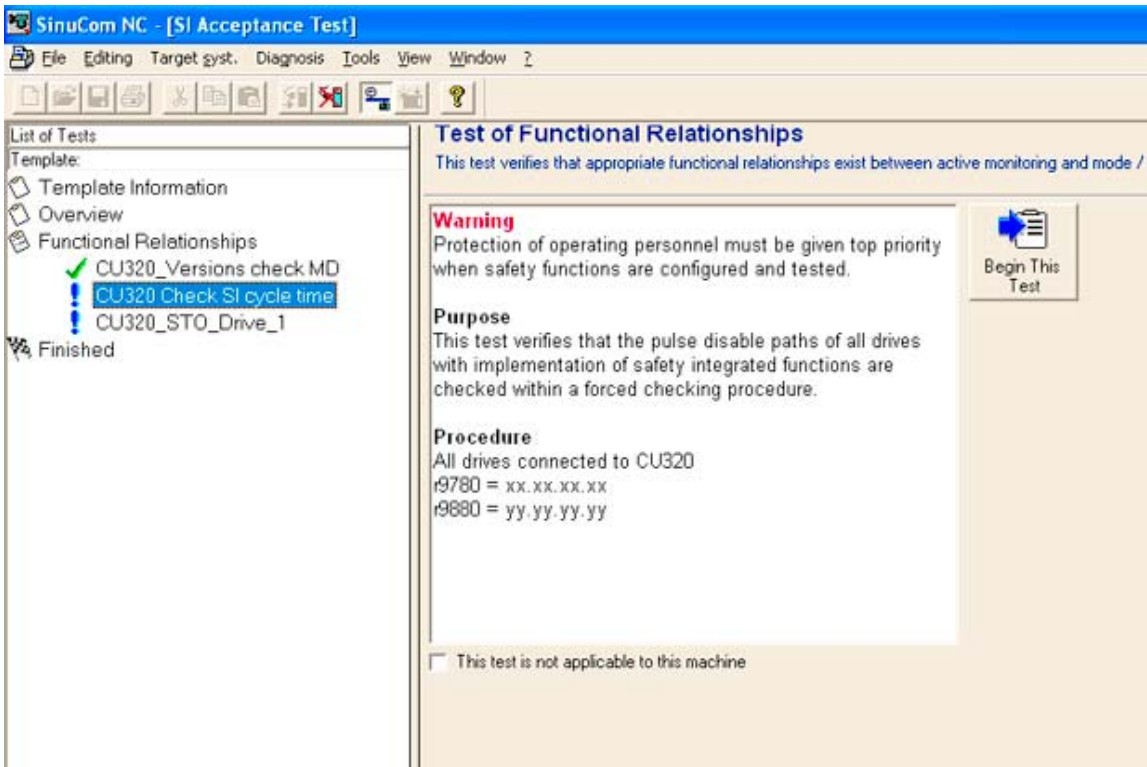 SinuCom NC - [SI Acceptance Test]
File Editing Target syst. Diagnosis Tools View Window ?
List of Tests
Template:
Template Information
Overview
Functional Relationships
CU320_Versions check MD
CU320 Check SI cycle time
CU320_STO_Drive_1
Finished
Test of Functional Relationships
This test verifies that appropriate functional relationships exist between active monitoring and mode /
Warning
Protection of operating personnel must be given top priority
when safety functions are configured and tested.
Purpose
This test verifies that the pulse disable paths of all drives
with implementation of safety integrated functions are
checked within a forced checking procedure.
Procedure
All drives connected to CU320
r9780 = xx.xx.xx.xx
r9880 = yy.yy.yy.yy
Begin This
Test
This test is not applicable to this machine